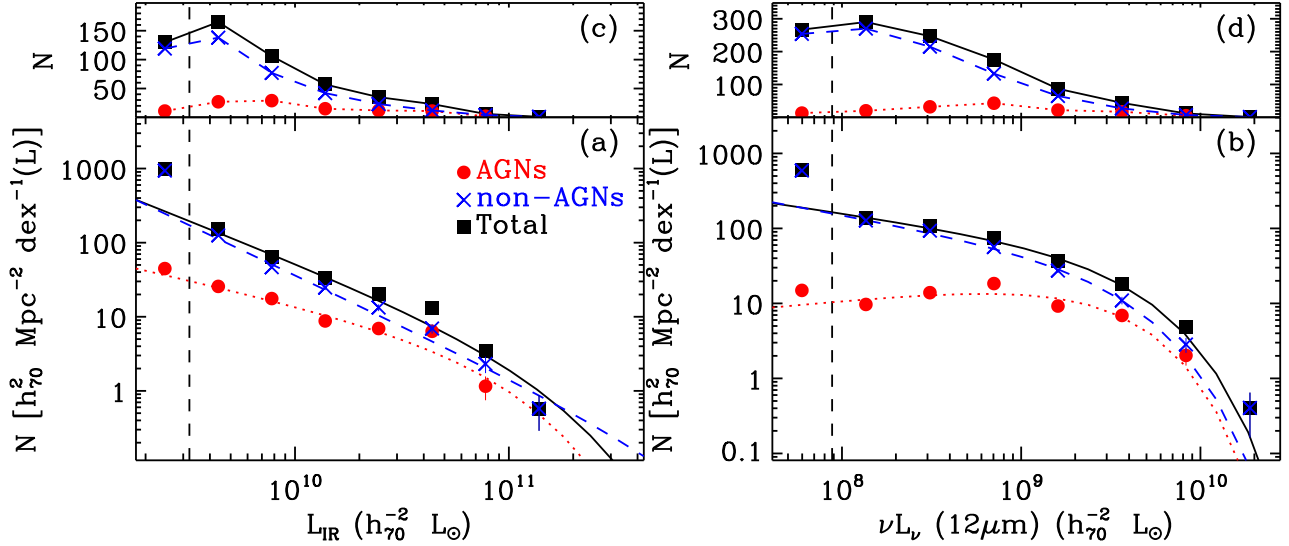 (c)
N
150
100
50
(d)
N
300
200
100
(a)
N [h₇₀² Mpc⁻² dex⁻¹(L)]
1000
100
10
1
AGNs
non-AGNs
Total
10¹⁰
10¹¹
L_IR (h₇₀⁻² L⊙)
(b)
N [h₇₀² Mpc⁻² dex⁻¹(L)]
1000
100
10
1
0.1
10⁸
10⁹
10¹⁰
νL_ν (12μm) (h₇₀⁻² L⊙)